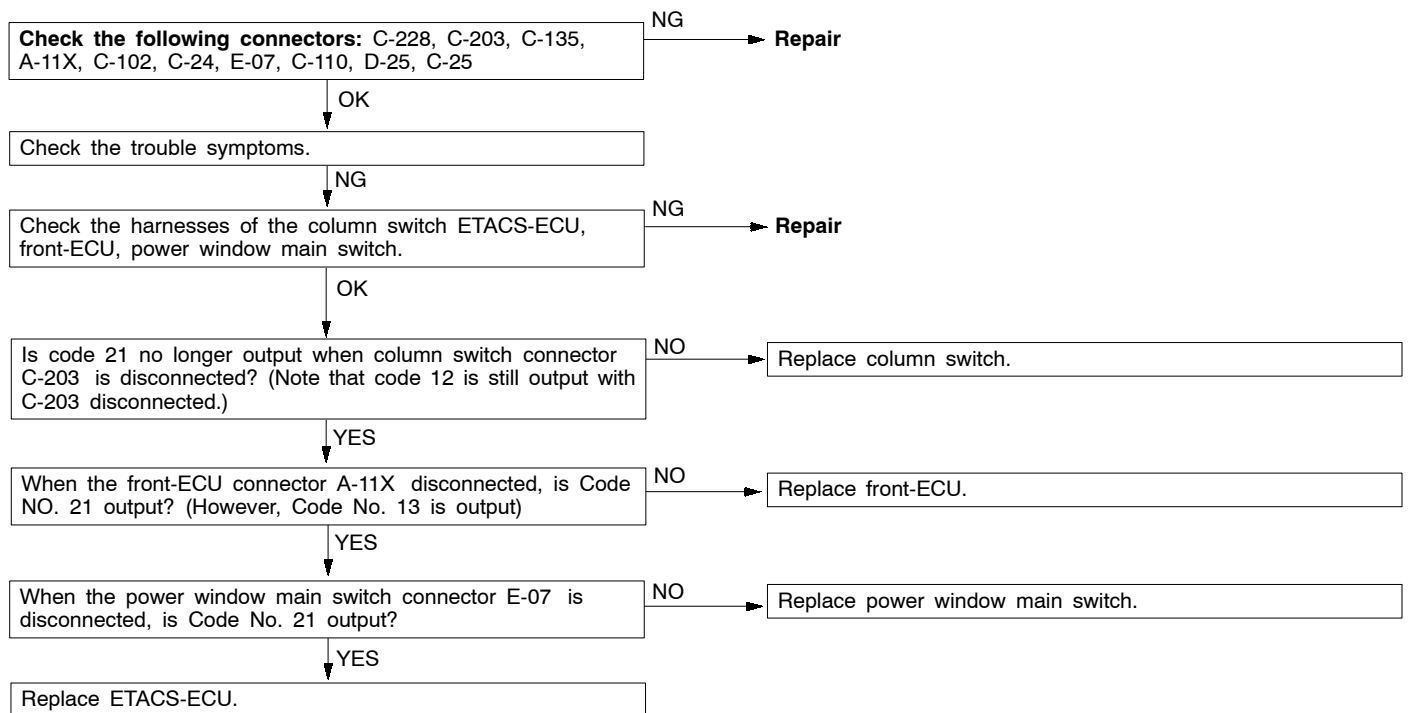 Check the following connectors: C-228, C-203, C-135,
A-11X, C-102, C-24, E-07, C-110, D-25, C-25
NG
Repair
OK
Check the trouble symptoms.
NG
Check the harnesses of the column switch ETACS-ECU,
front-ECU, power window main switch.
NG
Repair
OK
Is code 21 no longer output when column switch connector
C-203 is disconnected? (Note that code 12 is still output with
C-203 disconnected.)
NO
Replace column switch.
YES
When the front-ECU connector A-11X disconnected, is Code
NO. 21 output? (However, Code No. 13 is output)
NO
Replace front-ECU.
YES
When the power window main switch connector E-07 is
disconnected, is Code No. 21 output?
NO
Replace power window main switch.
YES
Replace ETACS-ECU.